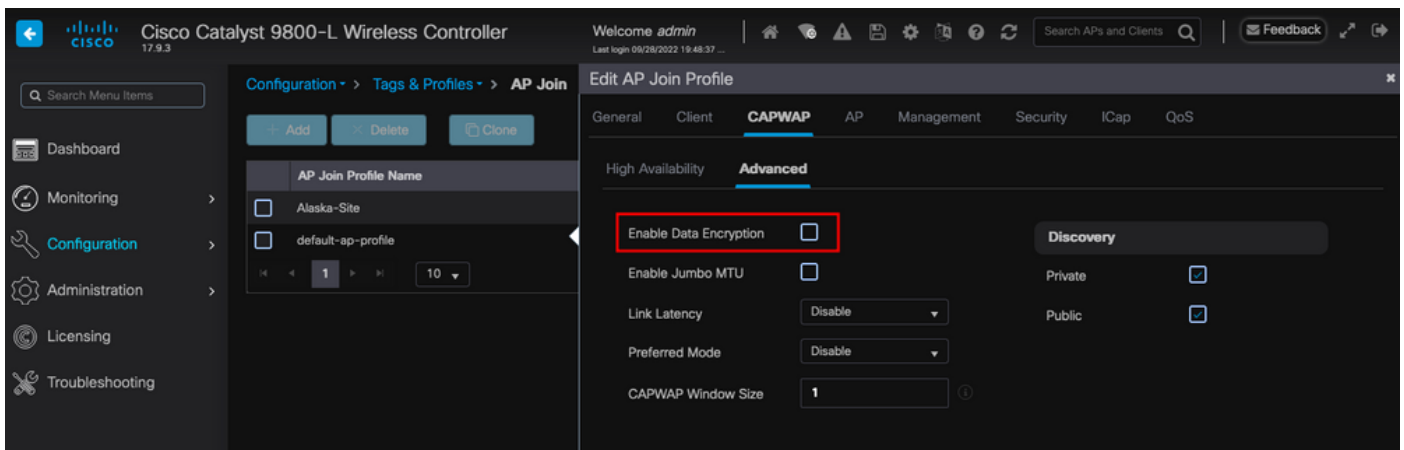 cisco
Cisco Catalyst 9800-L Wireless Controller
17.9.3
Welcome admin
Last login 09/28/2022 19:48:37 ...
Search APs and Clients
Feedback
Search Menu Items
Dashboard
Monitoring
Configuration
Administration
Licensing
Troubleshooting
Configuration > Tags & Profiles > AP Join
+ Add
× Delete
Clone
AP Join Profile Name
Alaska-Site
default-ap-profile
1
10
Edit AP Join Profile
General Client CAPWAP AP Management Security ICap QoS
High Availability Advanced
Enable Data Encryption
Enable Jumbo MTU
Link Latency Disable
Preferred Mode Disable
CAPWAP Window Size 1
Discovery
Private
Public